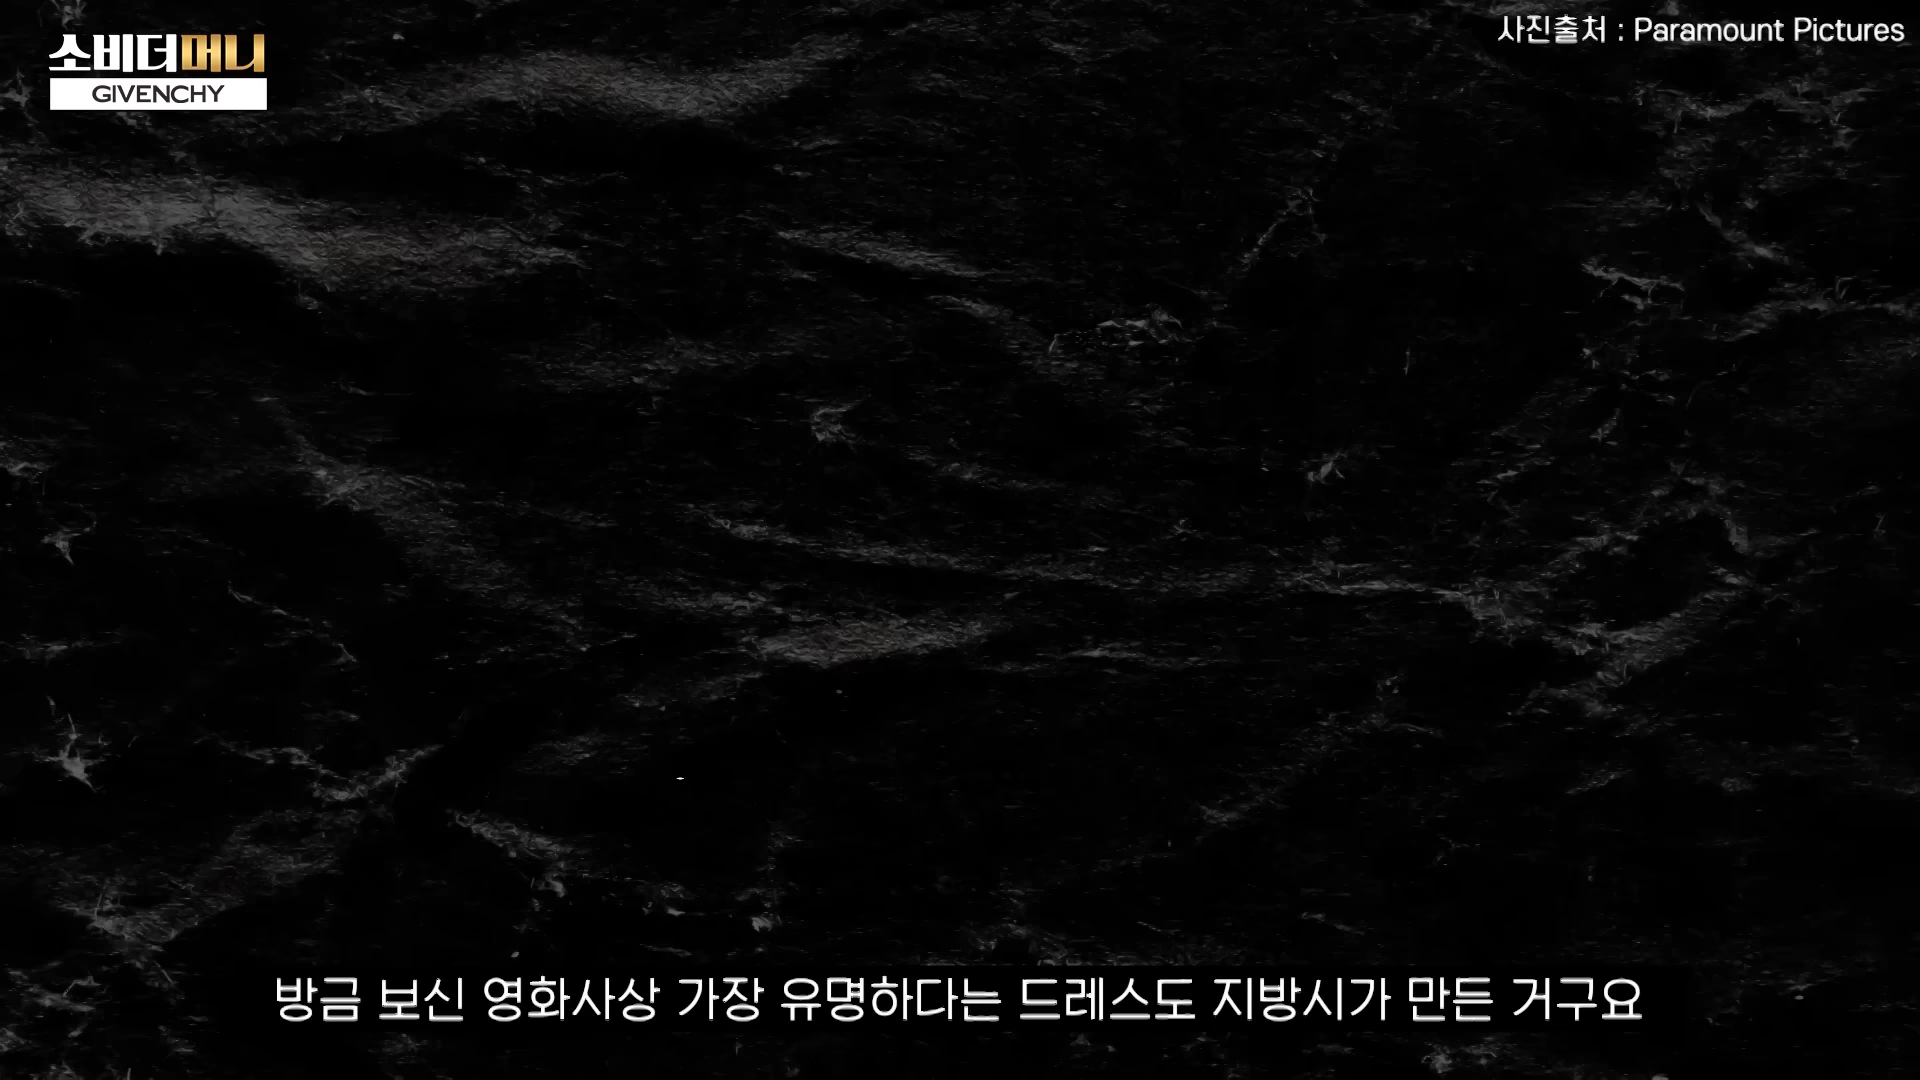 소비더머니
GIVENCHY
사진출처 : Paramount Pictures
방금 보신 영화사상 가장 유명하다는 드레스도 지방시가 만든 거구요